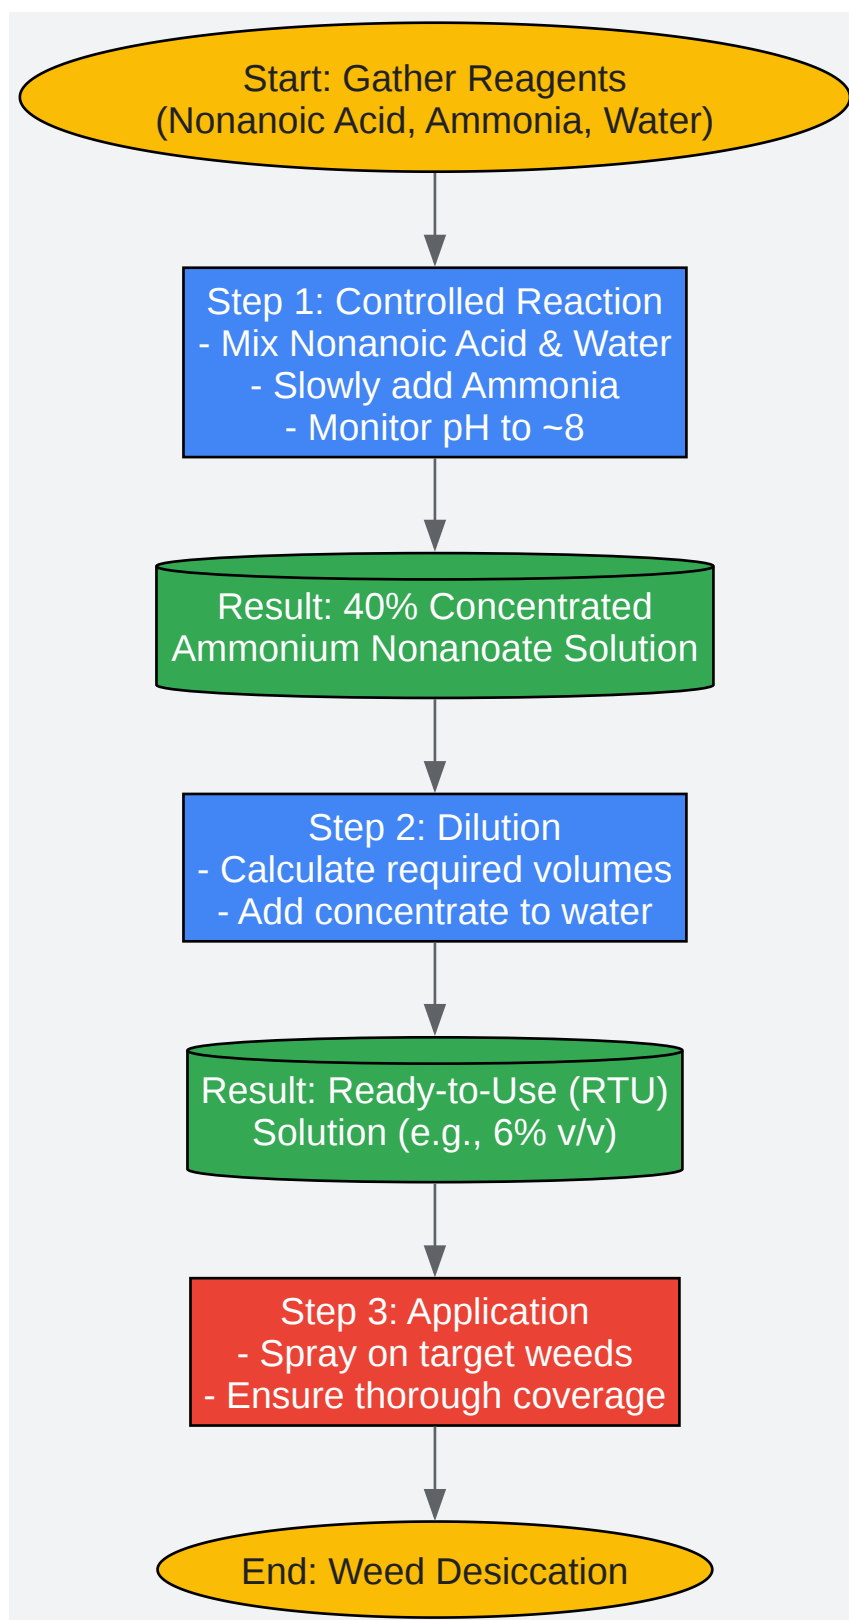 Start: Gather Reagents
(Nonanoic Acid, Ammonia, Water)
Step 1: Controlled Reaction
- Mix Nonanoic Acid & Water
- Slowly add Ammonia
- Monitor pH to ~8
Result: 40% Concentrated
Ammonium Nonanoate Solution
Step 2: Dilution
- Calculate required volumes
- Add concentrate to water
Result: Ready-to-Use (RTU)
Solution (e.g., 6% v/v)
Step 3: Application
- Spray on target weeds
- Ensure thorough coverage
End: Weed Desiccation